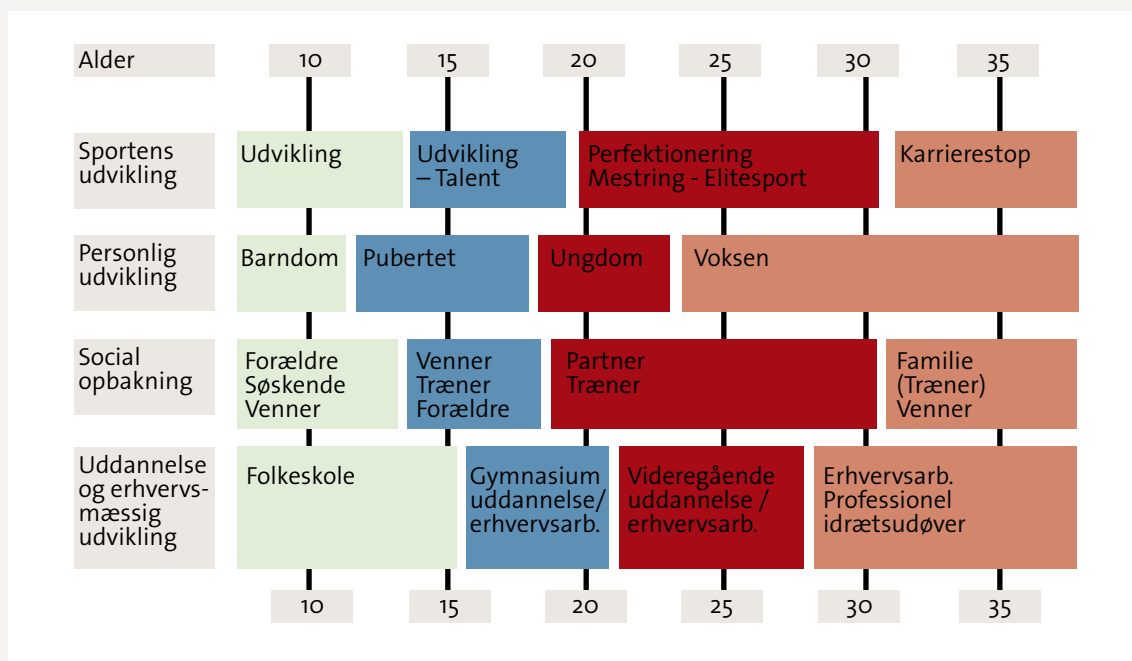 Alder
10 15 20 25 30 35
Sportens
udvikling
Udvikling
Udvikling
– Talent
Perfektionering
Mestring - Elitesport
Karrierestop
Personlig
udvikling
Barndom
Pubertet
Ungdom
Voksen
Social
opbakning
Forældre
Søskende
Venner
Venner
Træner
Forældre
Partner
Træner
Familie
(Træner)
Venner
Uddannelse
og erhvervs-
mæssig
udvikling
Folkeskole
Gymnasium
uddannelse/
erhvervsarb.
Videregående
uddannelse /
erhvervsarb.
Erhvervsarb.
Professionel
idrætsudøver
10 15 20 25 30 35